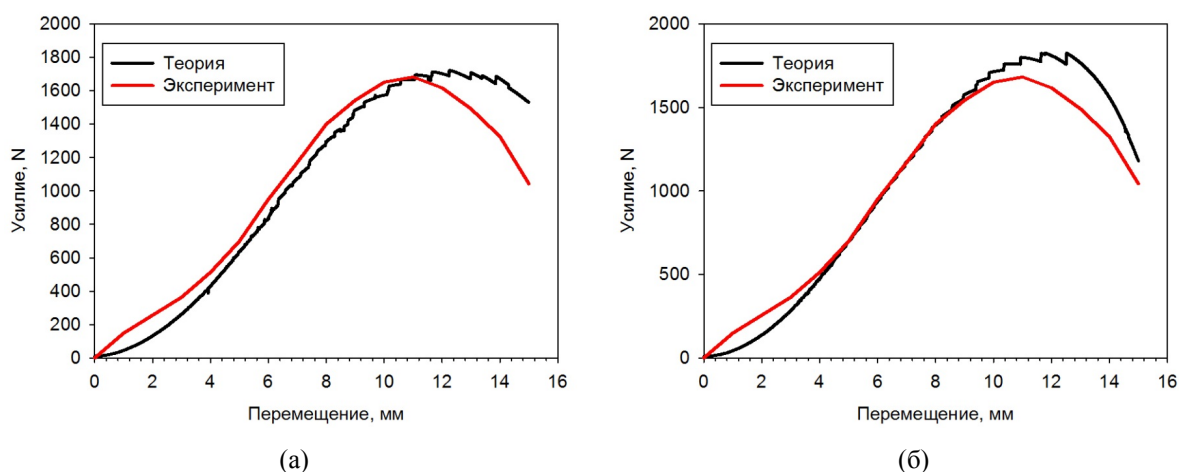 2000
1800
1600
1400
1200
1000
800
600
400
200
0
Усилие, N
Теория
Эксперимент
0 2 4 6 8 10 12 14 16
Перемещение, мм
(а)
2000
1500
1000
500
0
Усилие, N
Теория
Эксперимент
0 2 4 6 8 10 12 14 16
Перемещение, мм
(б)